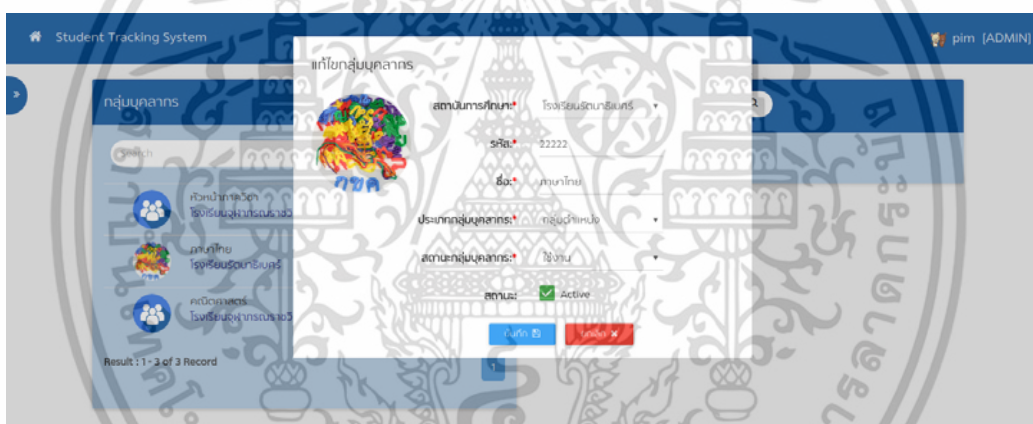 Student Tracking System
pim [ADMIN]
»
กลุ่มบุคลากร
Search
หัวหน้าภาควิชา
โรงเรียนจุฬาภรณราชวิ
ภาษาไทย
โรงเรียนรัตนาธิเบศร์
คณิตศาสตร์
โรงเรียนจุฬาภรณราชวิ
Result : 1 - 3 of 3 Record
1
แก้ไขกลุ่มบุคลากร
กขค
สถาบันการศึกษา:* โรงเรียนรัตนาธิเบศร์
รหัส:* 22222
ชื่อ:* ภาษาไทย
ประเภทกลุ่มบุคลากร:* กลุ่มตำแหน่ง
สถานะกลุ่มบุคลากร:* ใช้งาน
สถานะ: Active
บันทึก
ยกเลิก ×